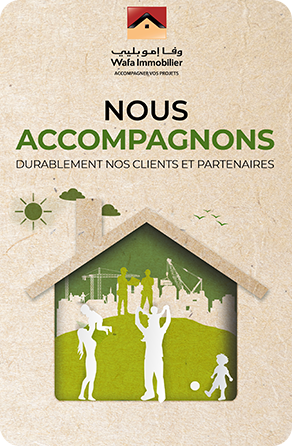 وفا إموبليي
Wafa Immobilier
ACCOMPAGNER VOS PROJETS
NOUS
ACCOMPAGNONS
DURABLEMENT NOS CLIENTS ET PARTENAIRES